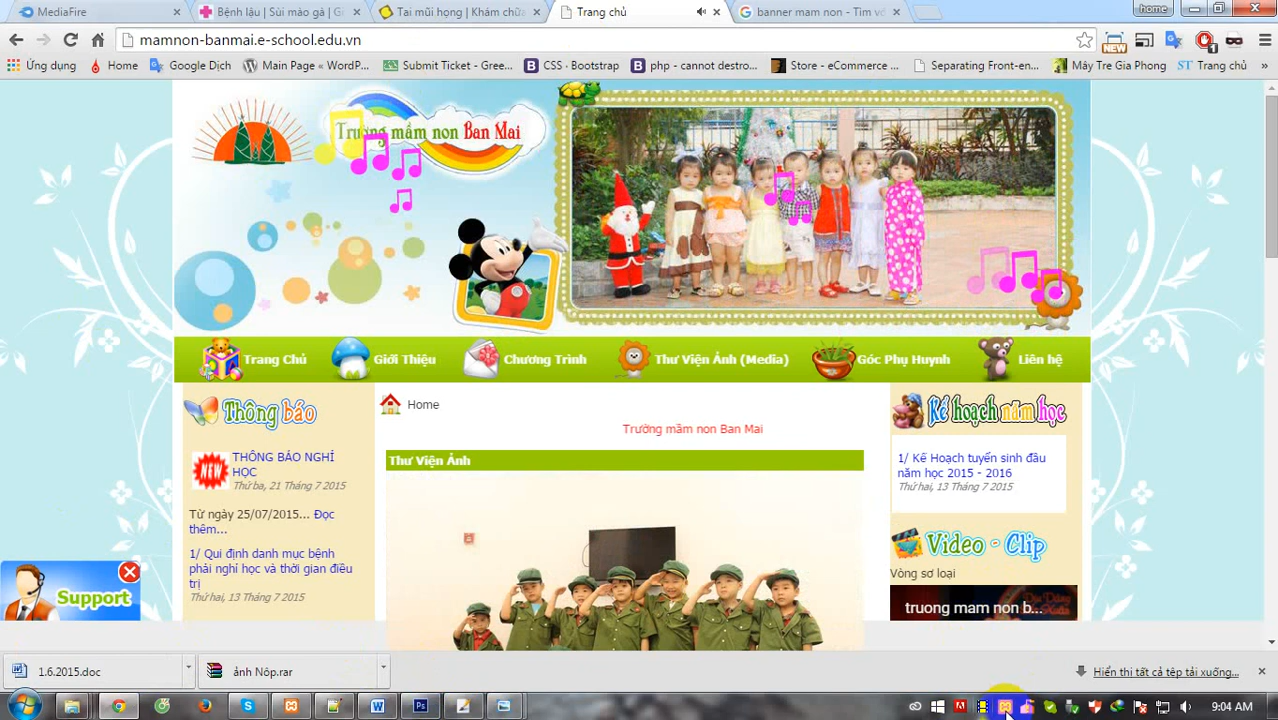 MediaFire
Bệnh lậu | Sùi mào gà | G
Tai mũi họng | Khám chữa
Trang chủ
banner mam non - Tìm vớ
home
mamnon-banmai.e-school.edu.vn
NEW
1
Ứng dụng
Home
Google Dịch
Main Page « WordP...
Submit Ticket - Gree...
CSS · Bootstrap
php - cannot destro...
Store - eCommerce ...
Separating Front-en...
Máy Tre Gia Phong
ST Trang chủ
»
Trường mầm non Ban Mai
Trang Chủ
Giới Thiệu
Chương Trình
Thư Viện Ảnh (Media)
Góc Phụ Huynh
Liên hệ
Thông báo
NEW
THÔNG BÁO NGHỈ
HỌC
Thứ ba, 21 Tháng 7 2015
Từ ngày 25/07/2015... Đọc
thêm...
1/ Qui định danh mục bệnh
phải nghỉ học và thời gian điều
trị
Thứ hai, 13 Tháng 7 2015
Home
Trường mầm non Ban Mai
Thư Viện Ảnh
Kế hoạch năm học
1/ Kế Hoạch tuyển sinh đầu
năm học 2015 - 2016
Thứ hai, 13 Tháng 7 2015
Video - Clip
Vòng sơ loại
truong mam non b...
Support
1.6.2015.doc
ảnh Nộp.rar
Hiển thị tất cả tệp tải xuống...
9:04 AM